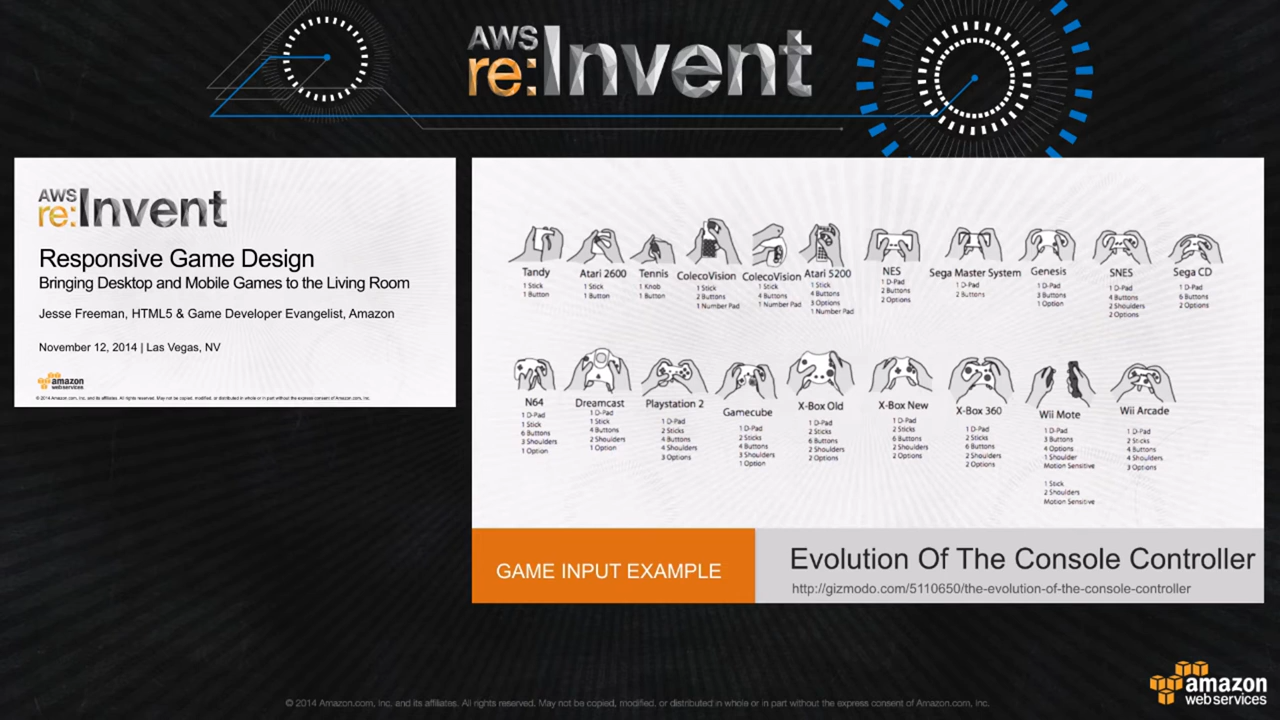 AWS
re:Invent
AWS
re:Invent
Responsive Game Design
Bringing Desktop and Mobile Games to the Living Room
Jesse Freeman, HTML5 & Game Developer Evangelist, Amazon
November 12, 2014 | Las Vegas, NV
amazon
web services
© 2014 Amazon.com, Inc. and its affiliates. All rights reserved. May not be copied, modified, or distributed in whole or in part without the express consent of Amazon.com, Inc.
Tandy
1 Stick
1 Button
Atari 2600
1 Stick
1 Button
Tennis
1 Knob
1 Button
ColecoVision
1 Stick
2 Buttons
1 Number Pad
ColecoVision
1 Stick
4 Buttons
1 Number Pad
Atari 5200
1 Stick
4 Buttons
3 Options
1 Number Pad
NES
1 D-Pad
2 Buttons
2 Options
Sega Master System
1 D-Pad
2 Buttons
Genesis
1 D-Pad
3 Buttons
1 Option
SNES
1 D-Pad
4 Buttons
2 Shoulders
2 Options
Sega CD
1 D-Pad
6 Buttons
2 Options
N64
1 D-Pad
1 Stick
6 Buttons
3 Shoulders
1 Option
Dreamcast
1 D-Pad
1 Stick
4 Buttons
2 Shoulders
1 Option
Playstation 2
1 D-Pad
2 Sticks
4 Buttons
4 Shoulders
3 Options
Gamecube
1 D-Pad
2 Sticks
4 Buttons
3 Shoulders
1 Option
X-Box Old
1 D-Pad
2 Sticks
6 Buttons
2 Shoulders
2 Options
X-Box New
1 D-Pad
2 Sticks
6 Buttons
2 Shoulders
2 Options
X-Box 360
1 D-Pad
2 Sticks
6 Buttons
2 Shoulders
2 Options
Wii Mote
1 D-Pad
3 Buttons
4 Options
1 Shoulder
Motion Sensitive
1 Stick
2 Shoulders
Motion Sensitive
Wii Arcade
1 D-Pad
2 Sticks
4 Buttons
4 Shoulders
3 Options
GAME INPUT EXAMPLE
Evolution Of The Console Controller
http://gizmodo.com/5110650/the-evolution-of-the-console-controller
© 2014 Amazon.com, Inc. and its affiliates. All rights reserved. May not be copied, modified, or distributed in whole or in part without the express consent of Amazon.com, Inc.
amazon
web services